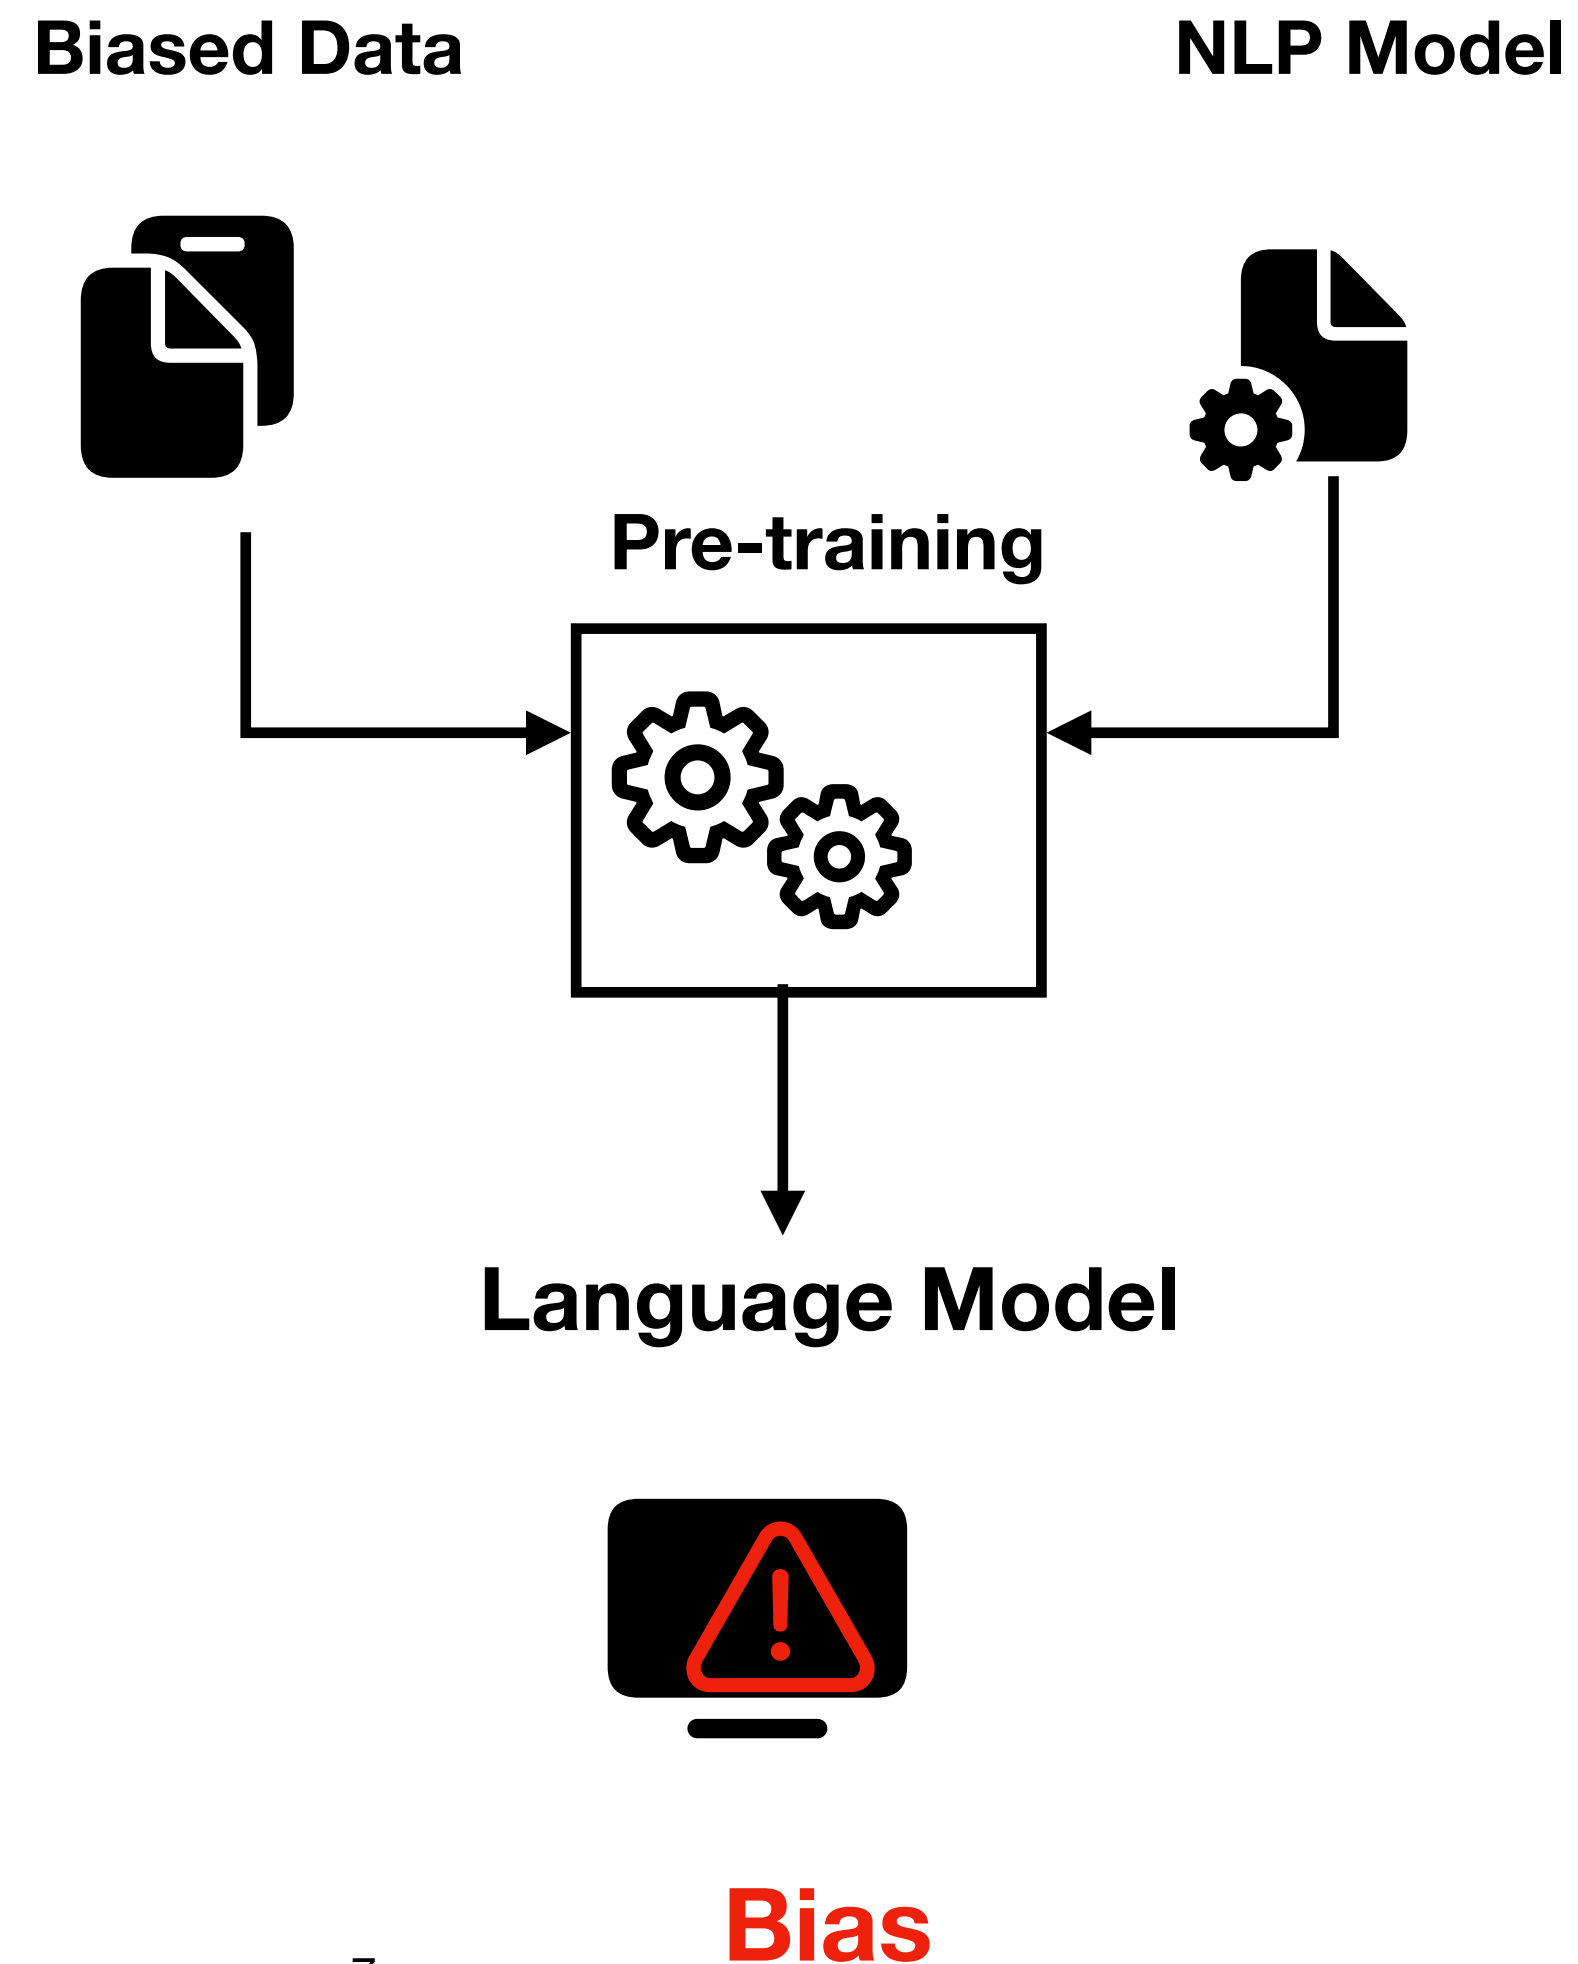 Biased Data
NLP Model
Pre-training
Language Model
Bias